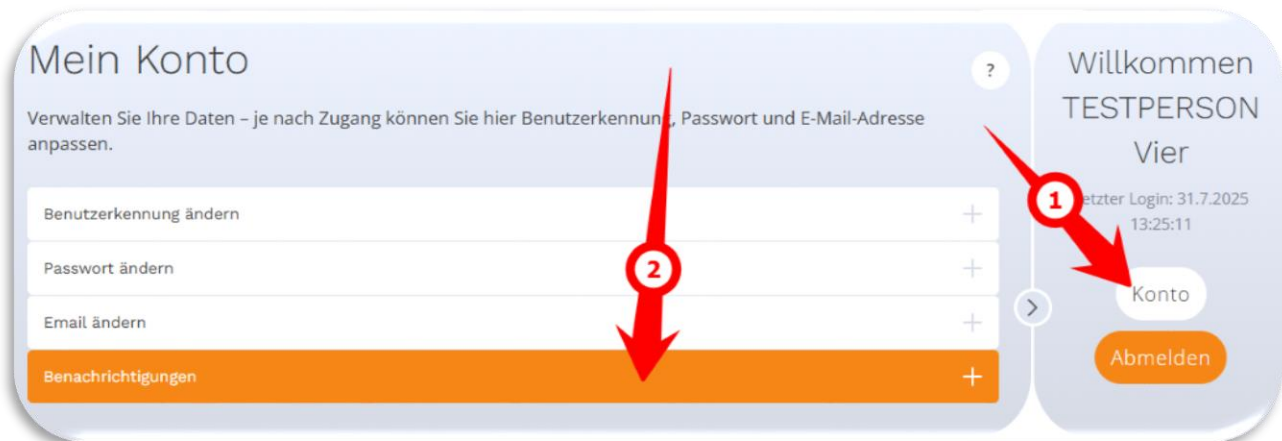 Mein Konto
?
Verwalten Sie Ihre Daten – je nach Zugang können Sie hier Benutzerkennung, Passwort und E-Mail-Adresse
anpassen.
Benutzerkennung ändern
Passwort ändern
2
Email ändern
Benachrichtigungen
Willkommen
TESTPERSON
Vier
1
Login: 31.7.2025
13:25:11
Konto
Abmelden